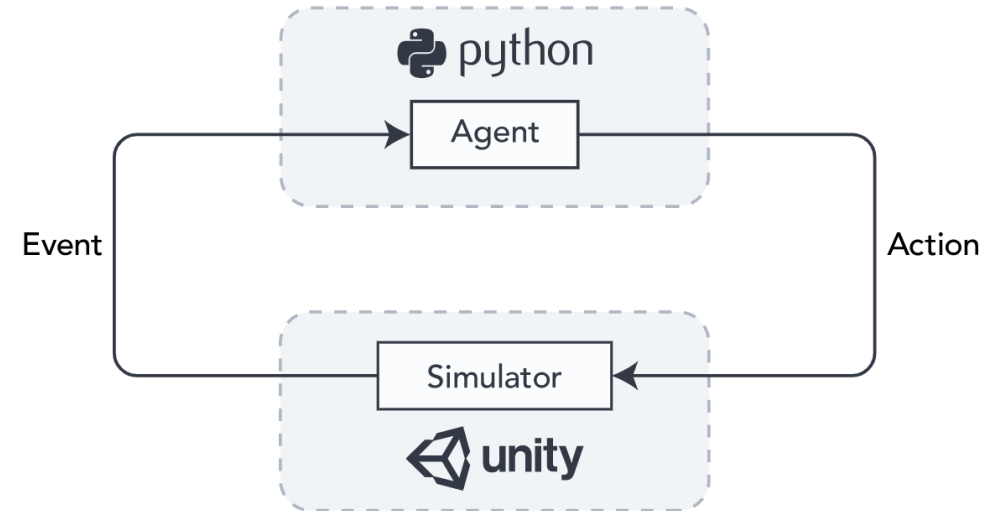 python
Agent
Event
Action
Simulator
unity